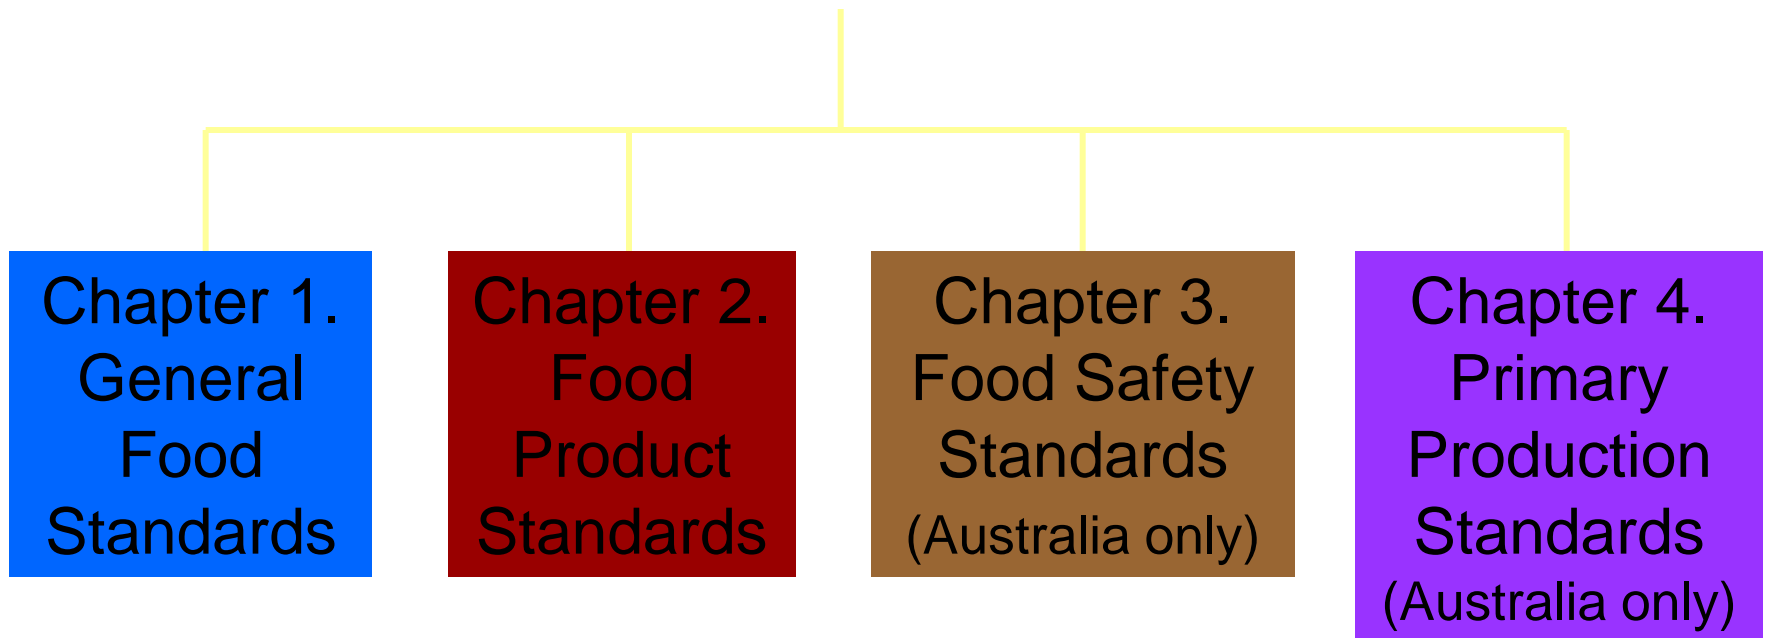 Chapter 1.
General
Food
Standards
Chapter 2.
Food
Product
Standards
Chapter 3.
Food Safety
Standards
(Australia only)
Chapter 4.
Primary
Production
Standards
(Australia only)